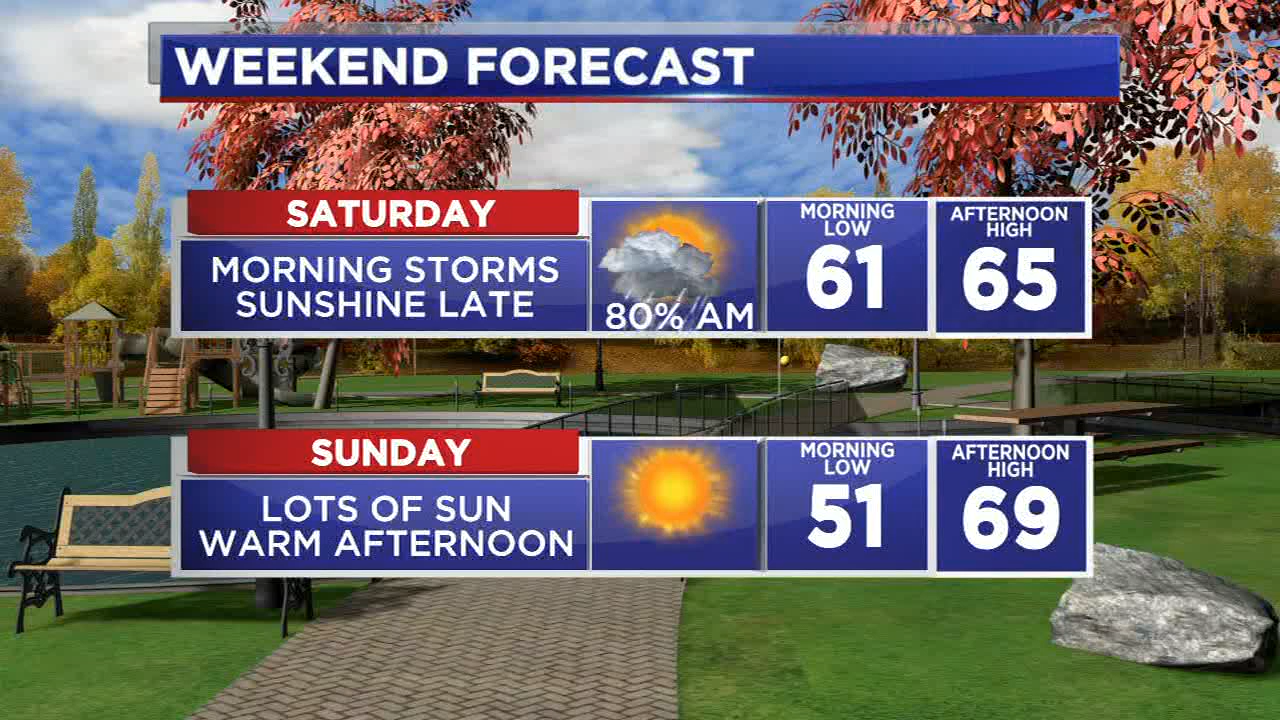 WEEKEND FORECAST
SATURDAY
MORNING STORMS
SUNSHINE LATE
80% AM
MORNING
LOW
61
AFTERNOON
HIGH
65
SUNDAY
LOTS OF SUN
WARM AFTERNOON
MORNING
LOW
51
AFTERNOON
HIGH
69